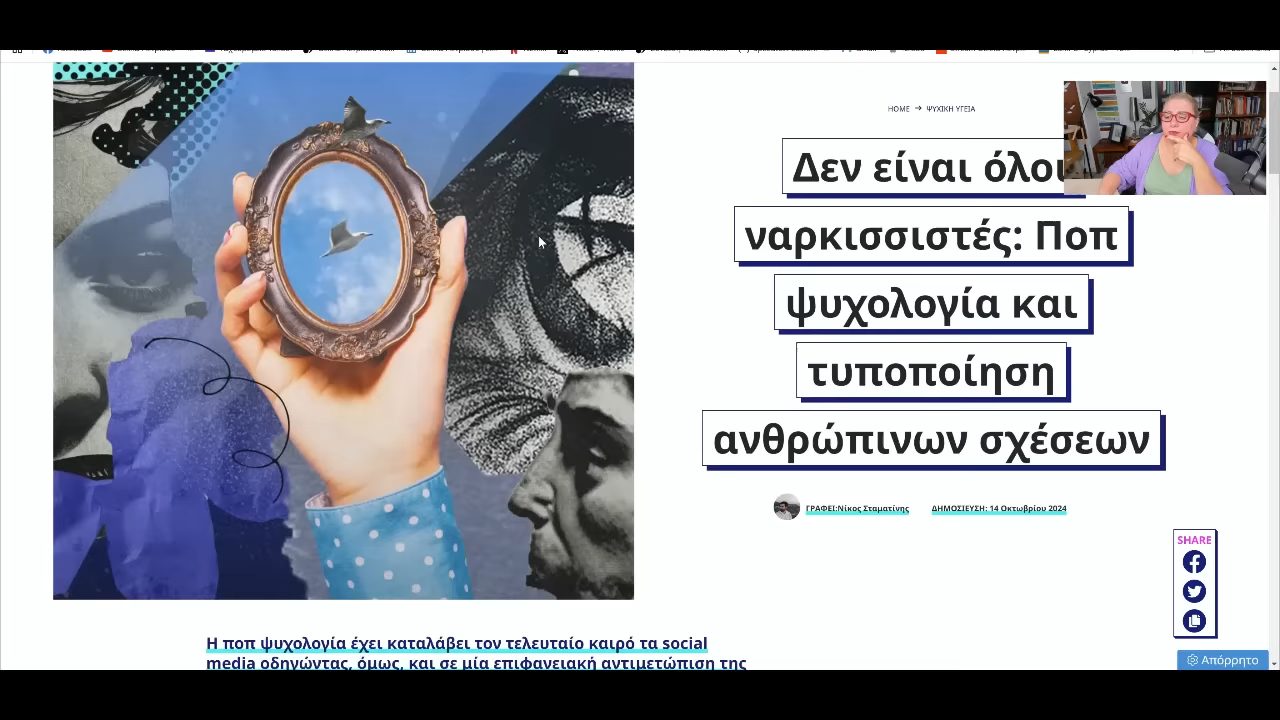 HOME → ΨΥΧΙΚΗ ΥΓΕΙΑ
Δεν είναι όλοι
ναρκισσιστές: Ποπ
ψυχολογία και
τυποποίηση
ανθρώπινων σχέσεων
ΓΡΑΦΕΙ:Νίκος Σταματίνης ΔΗΜΟΣΙΕΥΣΗ: 14 Οκτωβρίου 2024
SHARE
Η ποπ ψυχολογία έχει καταλάβει τον τελευταίο καιρό τα social
media οδηγώντας, όμως, και σε μία επιφανειακή αντιμετώπιση της
Απόρρητο